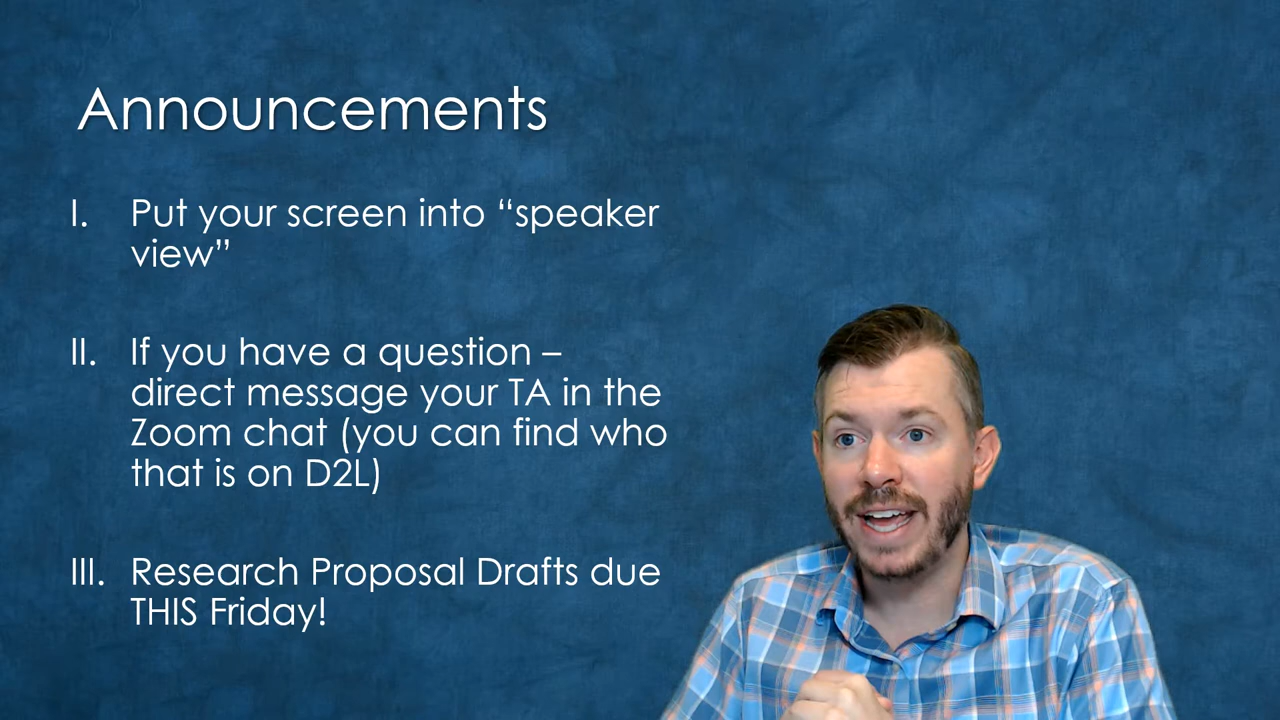 Announcements
I. Put your screen into “speaker
view”
II. If you have a question –
direct message your TA in the
Zoom chat (you can find who
that is on D2L)
III. Research Proposal Drafts due
THIS Friday!